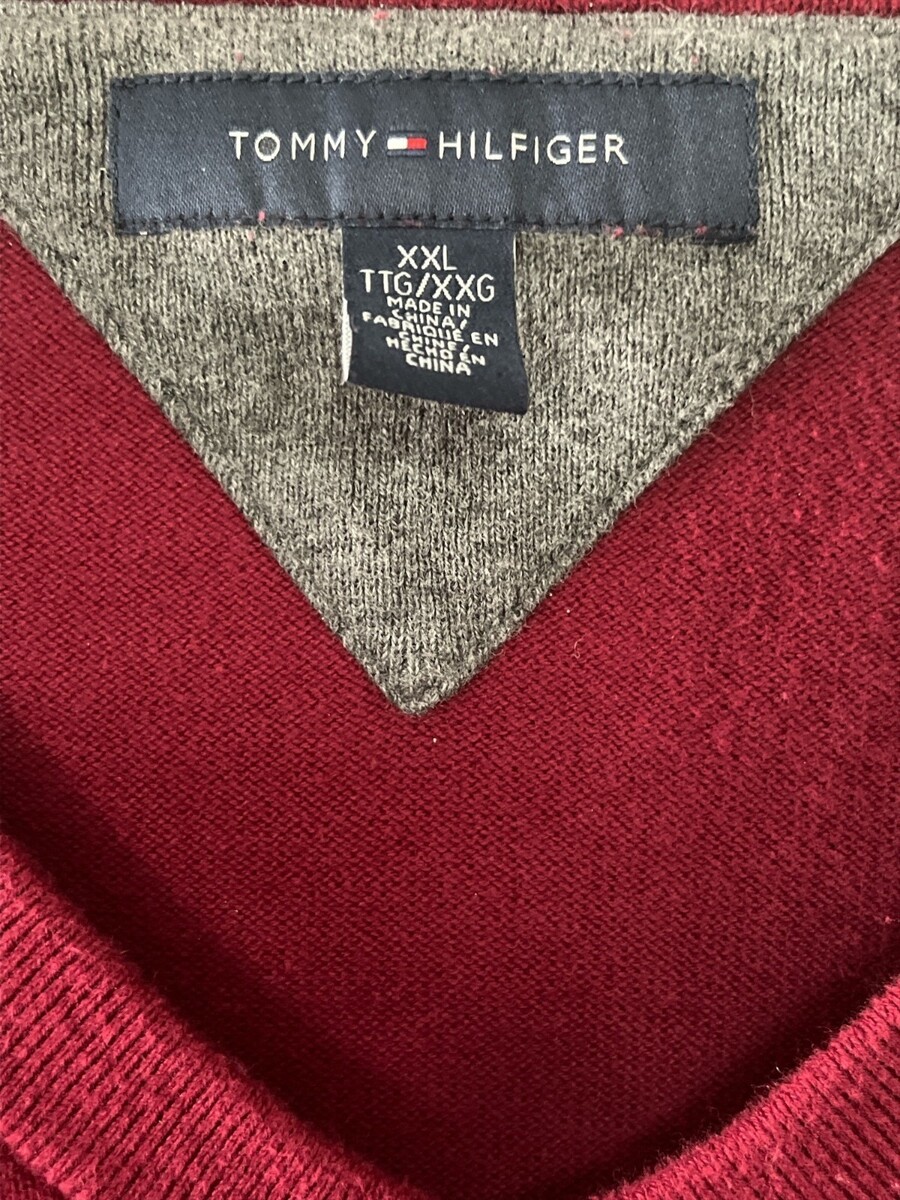 TOMMY HILFIGER
XXL
TTG/XXG
MADE IN
CHINA/
FABRIQUÉ EN
CHINE/
HECHO EN
CHINA